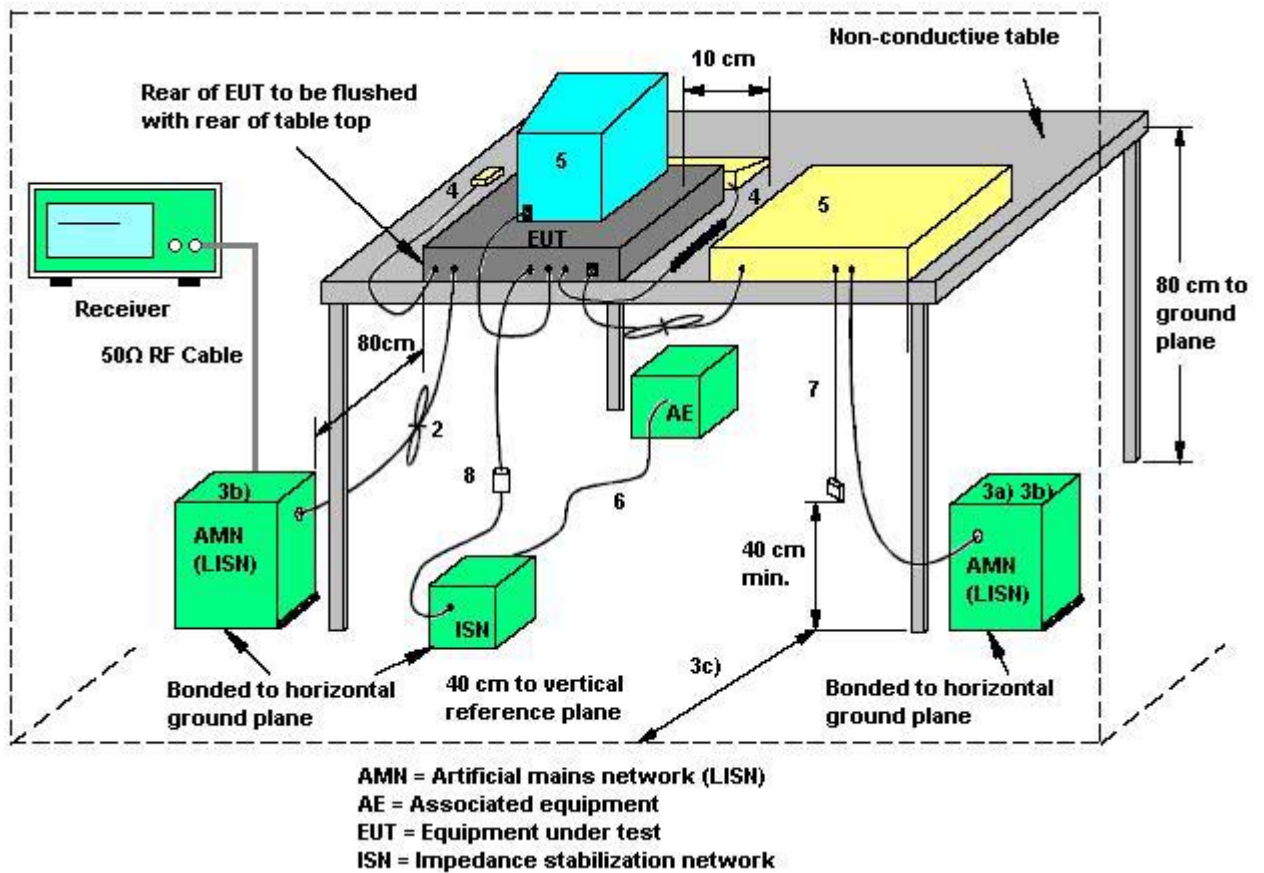 Non-conductive table
10 cm
Rear of EUT to be flushed
with rear of table top
5
4
4
5
EUT
Receiver
80 cm to
ground
plane
50Ω RF Cable
80cm
7
AE
2
8
3b)
6
3a) 3b)
AMN
(LISN)
40 cm
min.
AMN
(LISN)
ISN
3c)
Bonded to horizontal
ground plane
40 cm to vertical
reference plane
Bonded to horizontal
ground plane
AMN = Artificial mains network (LISN)
AE = Associated equipment
EUT = Equipment under test
ISN = Impedance stabilization network